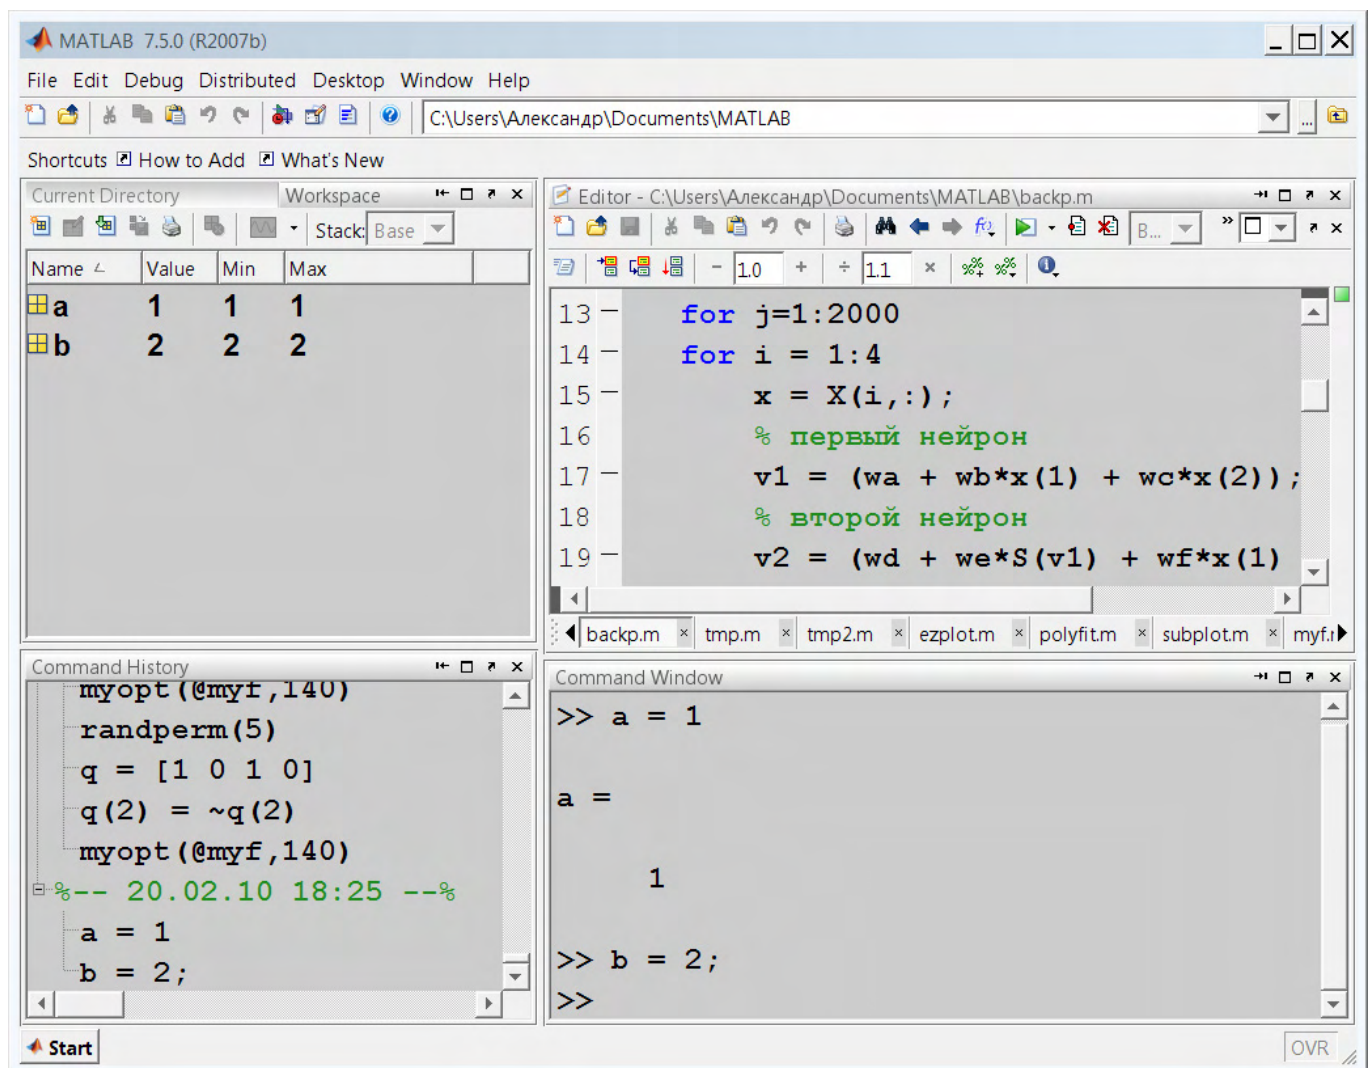 MATLAB 7.5.0 (R2007b)
File Edit Debug Distributed Desktop Window Help
C:\Users\Александр\Documents\MATLAB
...
Shortcuts How to Add What's New
Current Directory Workspace
Stack: Base
Name Value Min Max
a 1 1 1
b 2 2 2
Editor - C:\Users\Александр\Documents\MATLAB\backp.m
B...
- 1.0 + ÷ 1.1 ×
13 for j=1:2000
14 for i = 1:4
15 x = X(i,:);
16 % первый нейрон
17 v1 = (wa + wb*x(1) + wc*x(2));
18 % второй нейрон
19 v2 = (wd + we*S(v1) + wf*x(1)
backp.m tmp.m tmp2.m ezplot.m polyfit.m subplot.m myf.
Command History
myopt(@myf,140)
randperm(5)
q = [1 0 1 0]
q(2) = ~q(2)
myopt(@myf,140)
%-- 20.02.10 18:25 --%
a = 1
b = 2;
Command Window
>> a = 1
a =
1
>> b = 2;
>>
Start
OVR